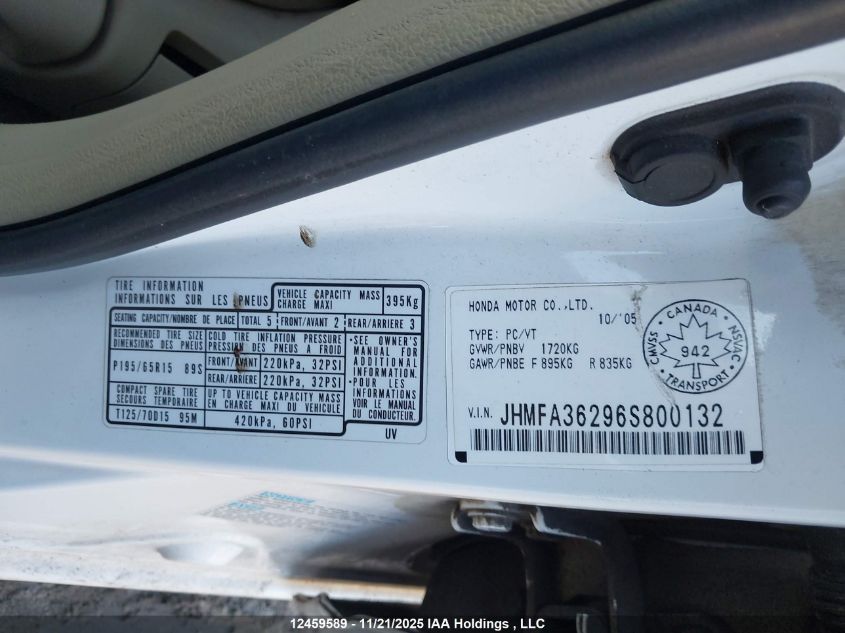 TIRE INFORMATION
INFORMATIONS SUR LES PNEUS
VEHICLE CAPACITY MASS
CHARGE MAXI
395Kg
SEATING CAPACITY/NOMBRE DE PLACE TOTAL 5 FRONT/AVANT 2 REAR/ARRIERE 3
RECOMMENDED TIRE SIZE
DIMENSIONS DES PNEUS
COLD TIRE INFLATION PRESSURE
PRESSION DES PNEUS A FROID
P195/65R15 89S
FRONT/AVANT 220kPa, 32PSI
REAR/ARRIERE 220kPa, 32PSI
COMPACT SPARE TIRE
SECOURS TEMPORAIRE
UP TO VEHICLE CAPACITY MASS
EN CHARGE MAXI DU VEHICULE
T125/70D15 95M
420kPa, 60PSI
•SEE OWNER'S
MANUAL FOR
ADDITIONAL
INFORMATION.
•POUR LES
INFORMATIONS
VOIR LE MANUAL
DU CONDUCTEUR.
UV
HONDA MOTOR CO.,LTD.
10/'05
TYPE: PC/VT
GVWR/PNBV 1720KG
GAWR/PNBE F 895KG R 835KG
CANADA
CMVSS
NSVAC
942
TRANSPORT
V.I.N. JHMFA36296S800132
12459589 - 11/21/2025 IAA Holdings , LLC